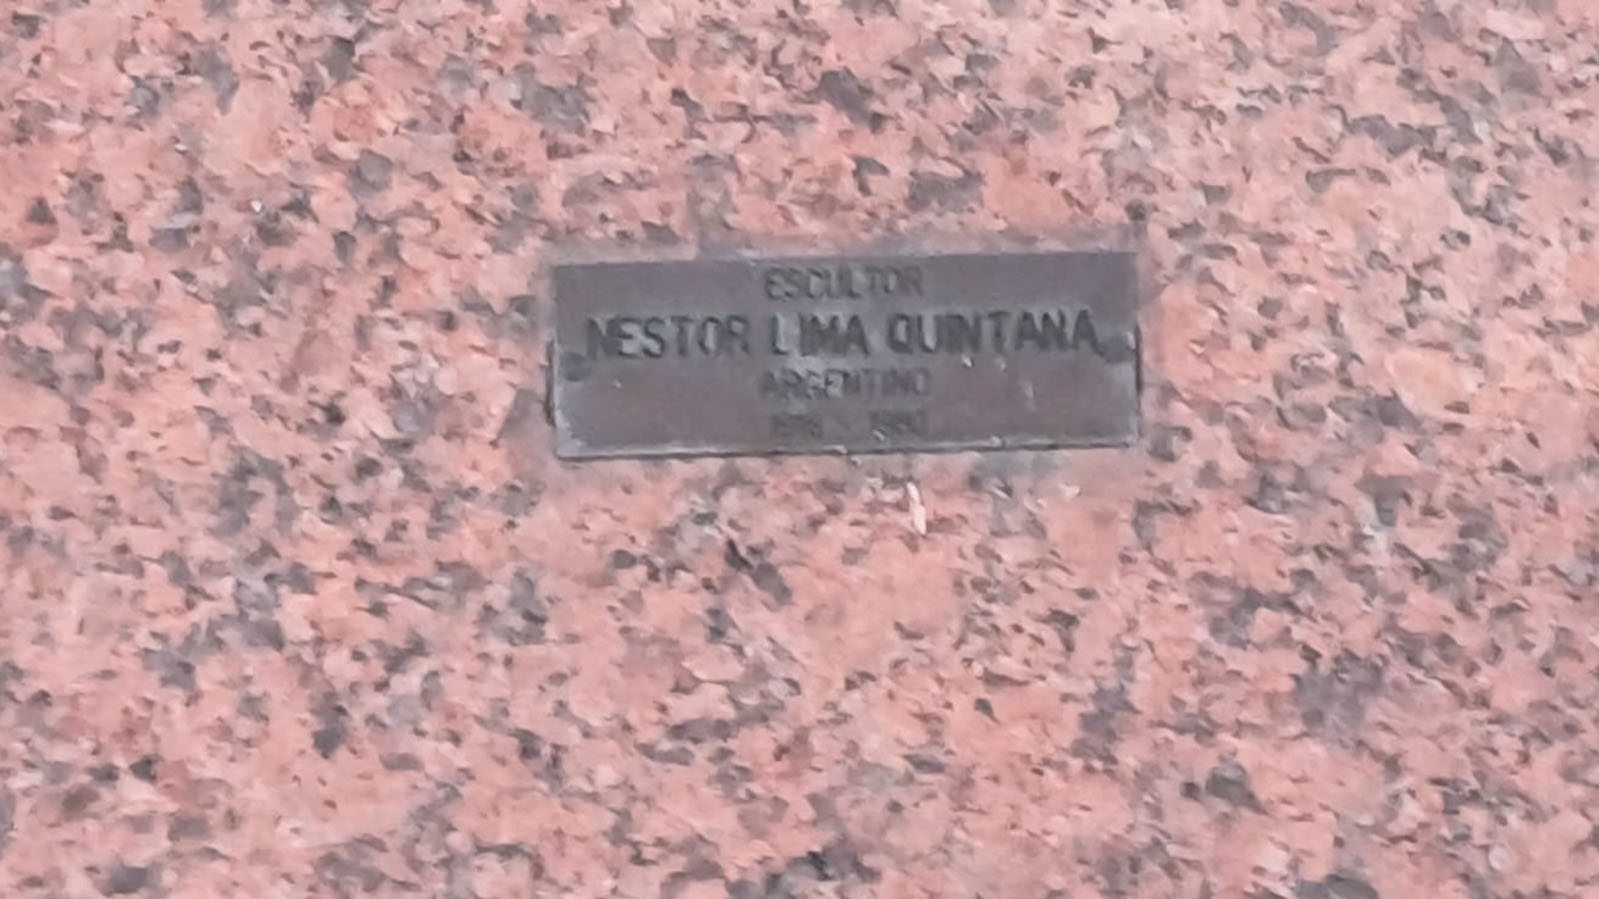 ESCULTOR
NESTOR LIMA QUINTANA
ARGENTINO